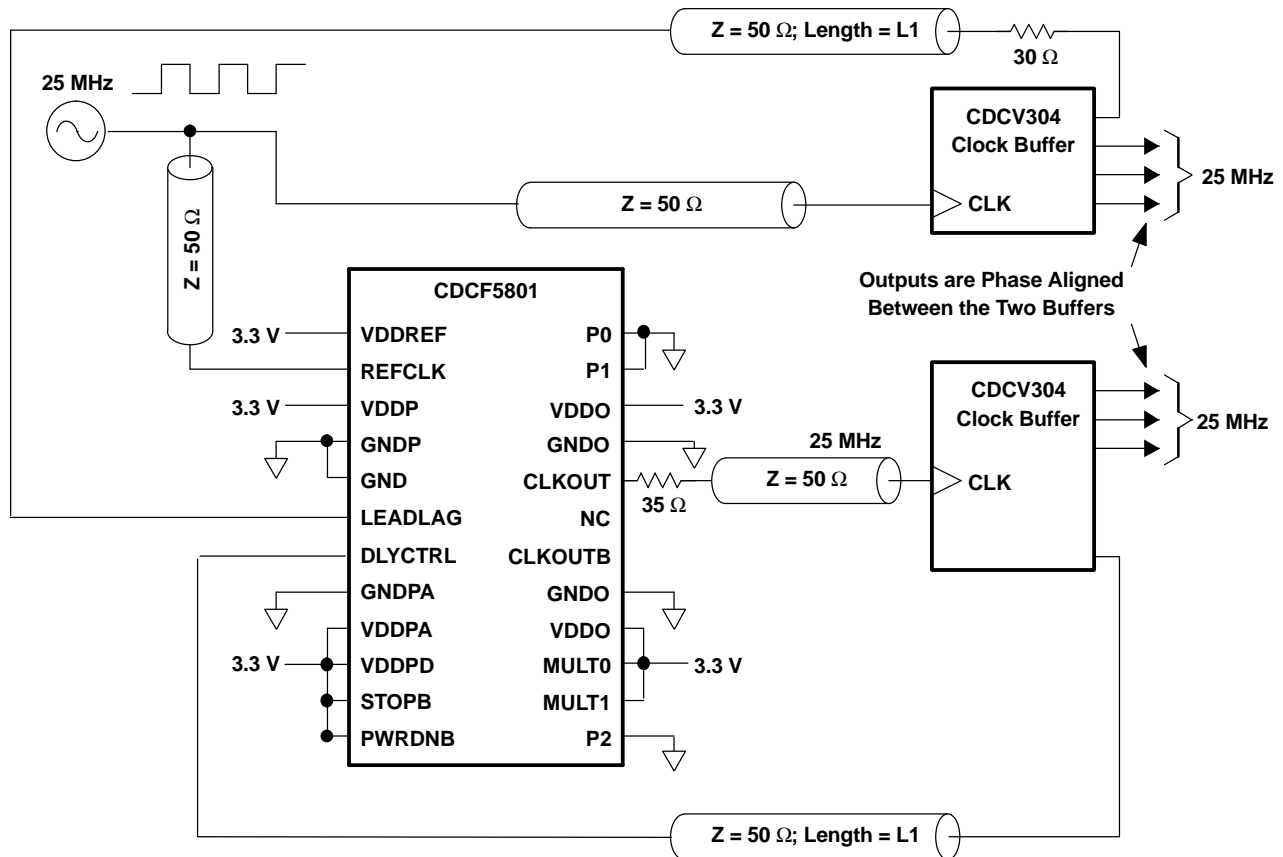 Z = 50 Ω; Length = L1
30 Ω
25 MHz
CDCV304
Clock Buffer
CLK
25 MHz
Z = 50 Ω
Z = 50 Ω
Outputs are Phase Aligned
Between the Two Buffers
CDCF5801
3.3 V
VDDREF
P0
REFCLK
P1
3.3 V
VDDP
VDDO
3.3 V
GNDP
GNDO
GND
CLKOUT
35 Ω
25 MHz
Z = 50 Ω
CDCV304
Clock Buffer
CLK
25 MHz
LEADLAG
NC
DLYCTRL
CLKOUTB
GNDPA
GNDO
VDDPA
VDDO
3.3 V
VDDPD
MULT0
3.3 V
STOPB
MULT1
PWRDNB
P2
Z = 50 Ω; Length = L1